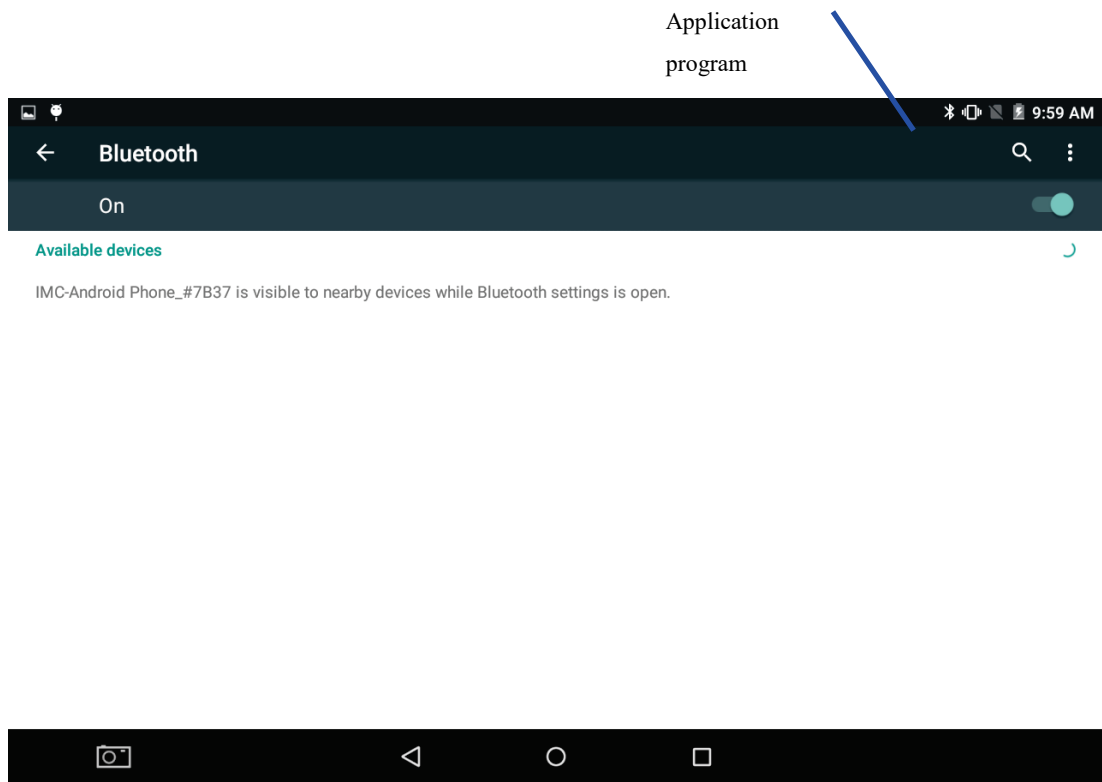 Application
program
9:59 AM
Bluetooth
On
Available devices
IMC-Android Phone_#7B37 is visible to nearby devices while Bluetooth settings is open.